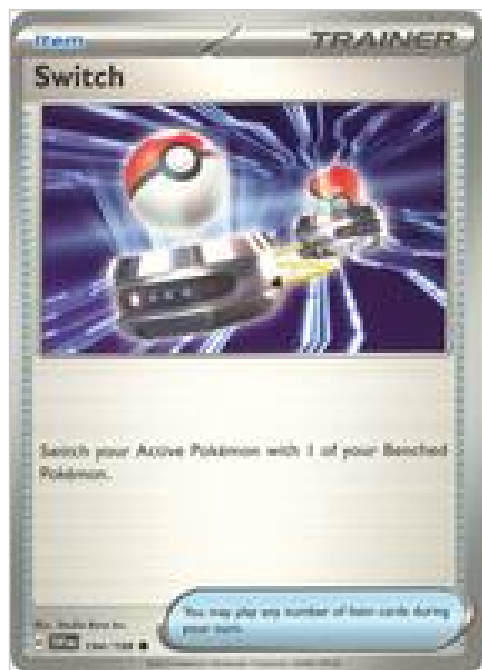 Item TRAINER
Switch
Switch your Active Pokémon with 1 of your Benched
Pokémon.
You may play any number of Item cards during
your turn.